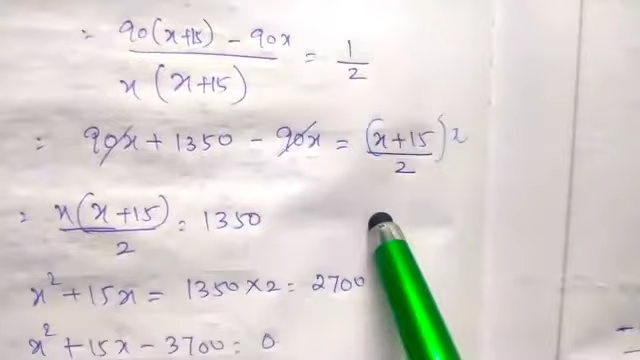 : 90(x+15) - 90x / x(x+15) = 1/2
: 90x + 1350 - 90x = (x+15)x / 2
= x(x+15) / 2 = 1350
x² + 15x = 1350 × 2 = 2700
x² + 15x - 3700 = 0